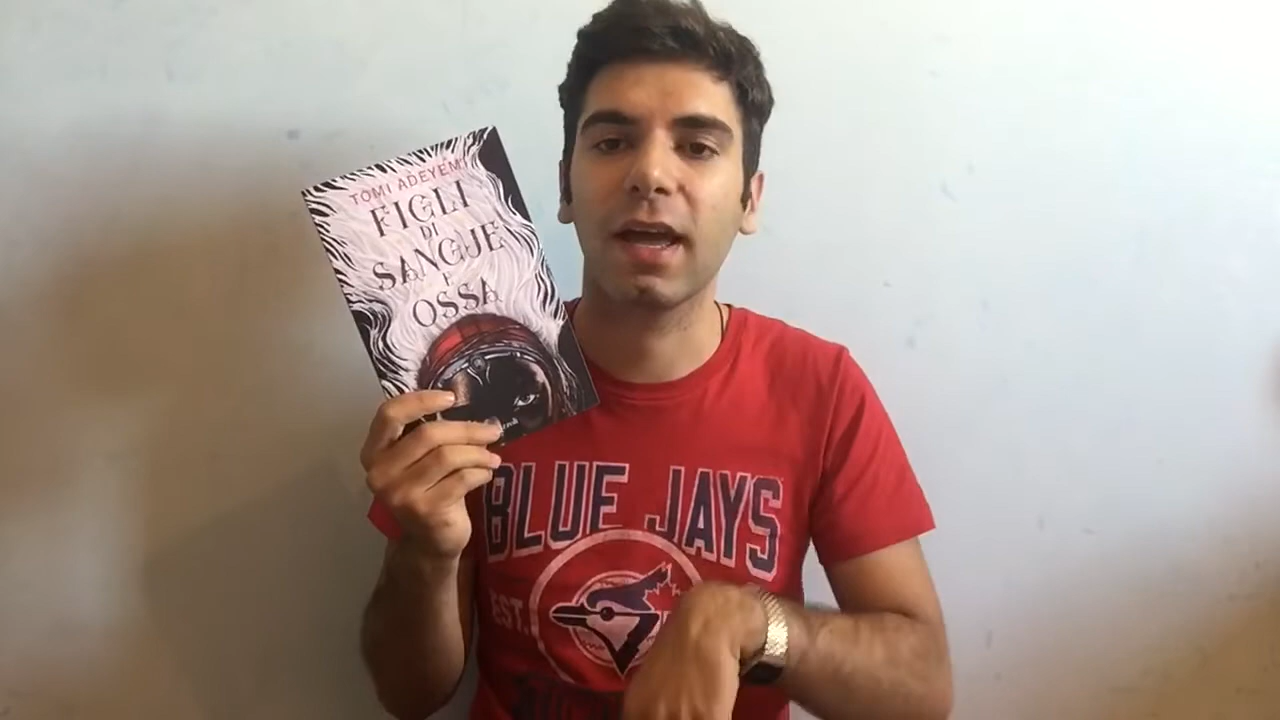 TOMI ADEYEMI
FIGLI
DI
SANGUE
E
OSSA
BLUE JAYS
EST.